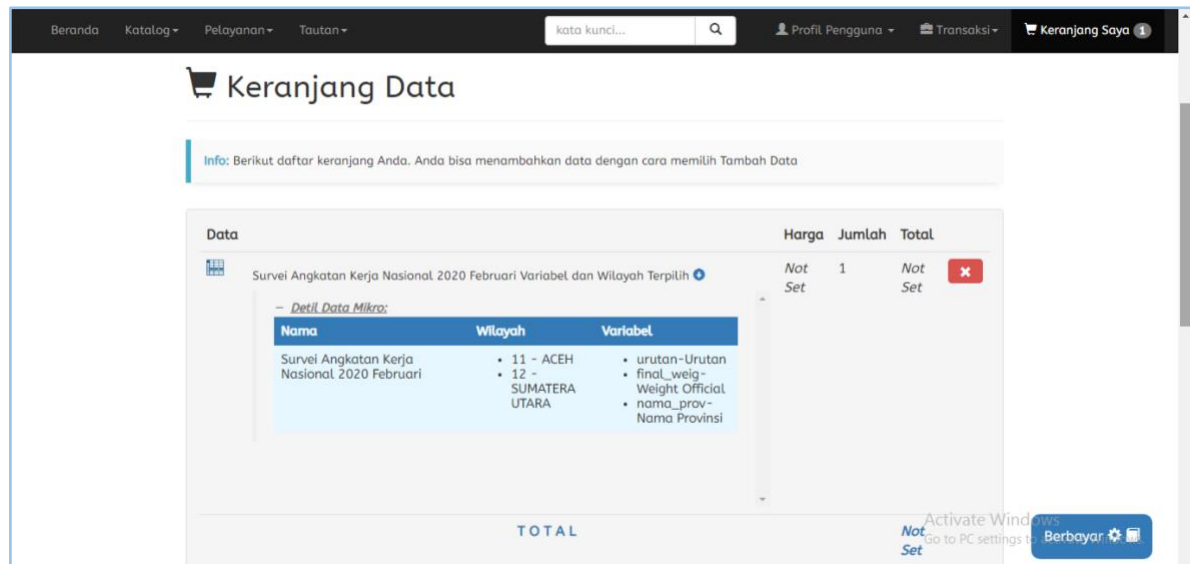 Beranda Katalog Pelayanan Tautan kata kunci... Profil Pengguna Transaksi Keranjang Saya 1
Keranjang Data
Info: Berikut daftar keranjang Anda. Anda bisa menambahkan data dengan cara memilih Tambah Data
Data Harga Jumlah Total
Survei Angkatan Kerja Nasional 2020 Februari Variabel dan Wilayah Terpilih Not Set 1 Not Set
– Detil Data Mikro:
Nama Wilayah Variabel
Survei Angkatan Kerja Nasional 2020 Februari
• 11 - ACEH
• 12 -
SUMATERA
UTARA
• urutan-Urutan
• final_weig-
Weight Official
• nama_prov-
Nama Provinsi
TOTAL Not Set
Activate Windows
Go to PC settings to
Berbayar